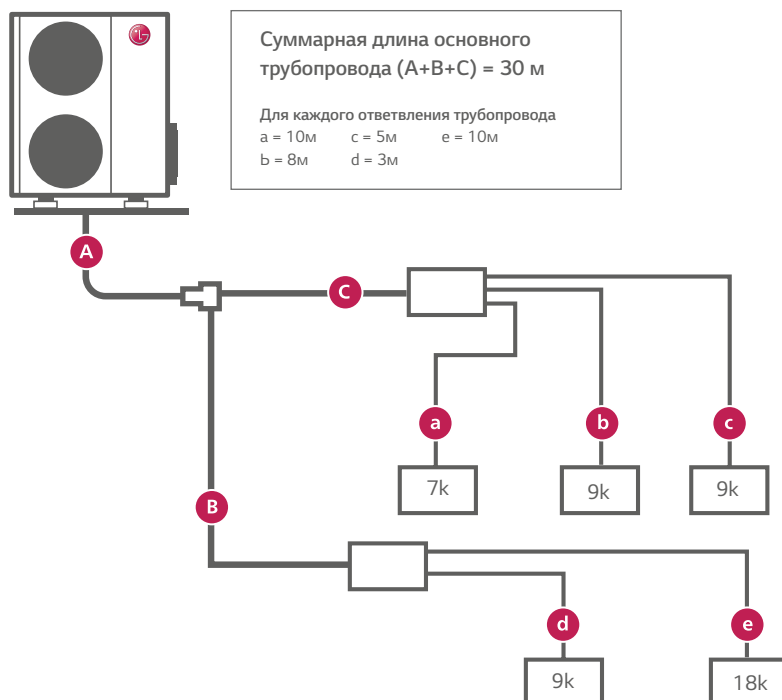 LG
Суммарная длина основного
трубопровода (A+B+C) = 30 м
Для каждого ответвления трубопровода
a = 10м c = 5м e = 10м
Ь = 8м d = 3м
A
C
a
b
c
7k
9k
9k
B
d
e
9k
18k